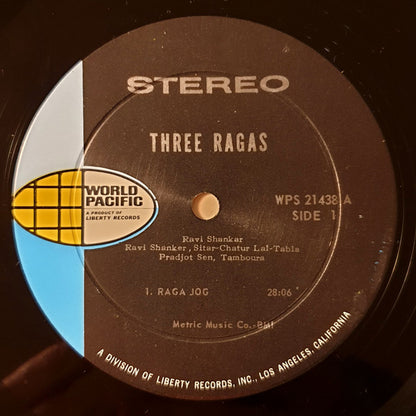 STEREO
THREE RAGAS
WORLD
PACIFIC
A PRODUCT OF
LIBERTY RECORDS
WPS 21438 A
SIDE 1
Ravi Shankar
Ravi Shanker, Sitar-Chatur Lal-Tabla
Pradjot Sen, Tamboura
1. RAGA JOG 28:06
Metric Music Co.-BMI
A DIVISION OF LIBERTY RECORDS, INC., LOS ANGELES, CALIFORNIA